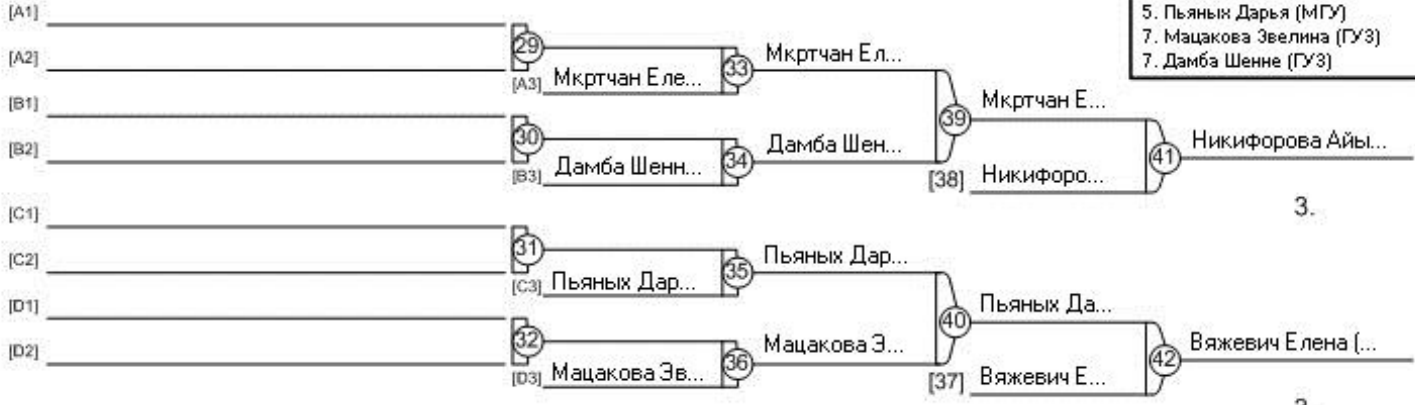 [A1]
[A2]
[B1]
[B2]
[C1]
[C2]
[D1]
[D2]
29
[A3] Мкртчан Еле...
30
[B3] Дамба Шенн...
31
[C3] Пьяных Дар...
32
[D3] Мацакова Эв...
33
Мкртчан Ел...
34
Дамба Шен...
35
Пьяных Дар...
36
Мацакова Э...
39
Мкртчан Е...
[38] Никифоро...
40
Пьяных Да...
[37] Вяжевич Е...
41
Никифорова Айы...
3.
42
Вяжевич Елена (...
5. Пьяных Дарья (МГУ)
7. Мацакова Эвелина (ГУЗ)
7. Дамба Шенне (ГУЗ)